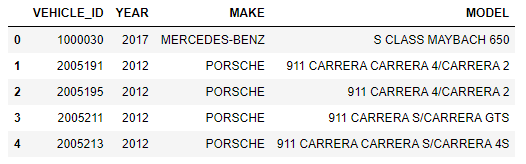 VEHICLE_ID YEAR MAKE MODEL
0 1000030 2017 MERCEDES-BENZ S CLASS MAYBACH 650
1 2005191 2012 PORSCHE 911 CARRERA CARRERA 4/CARRERA 2
2 2005195 2012 PORSCHE 911 CARRERA 4/CARRERA 2
3 2005211 2012 PORSCHE 911 CARRERA S/CARRERA GTS
4 2005213 2012 PORSCHE 911 CARRERA CARRERA S/CARRERA 4S